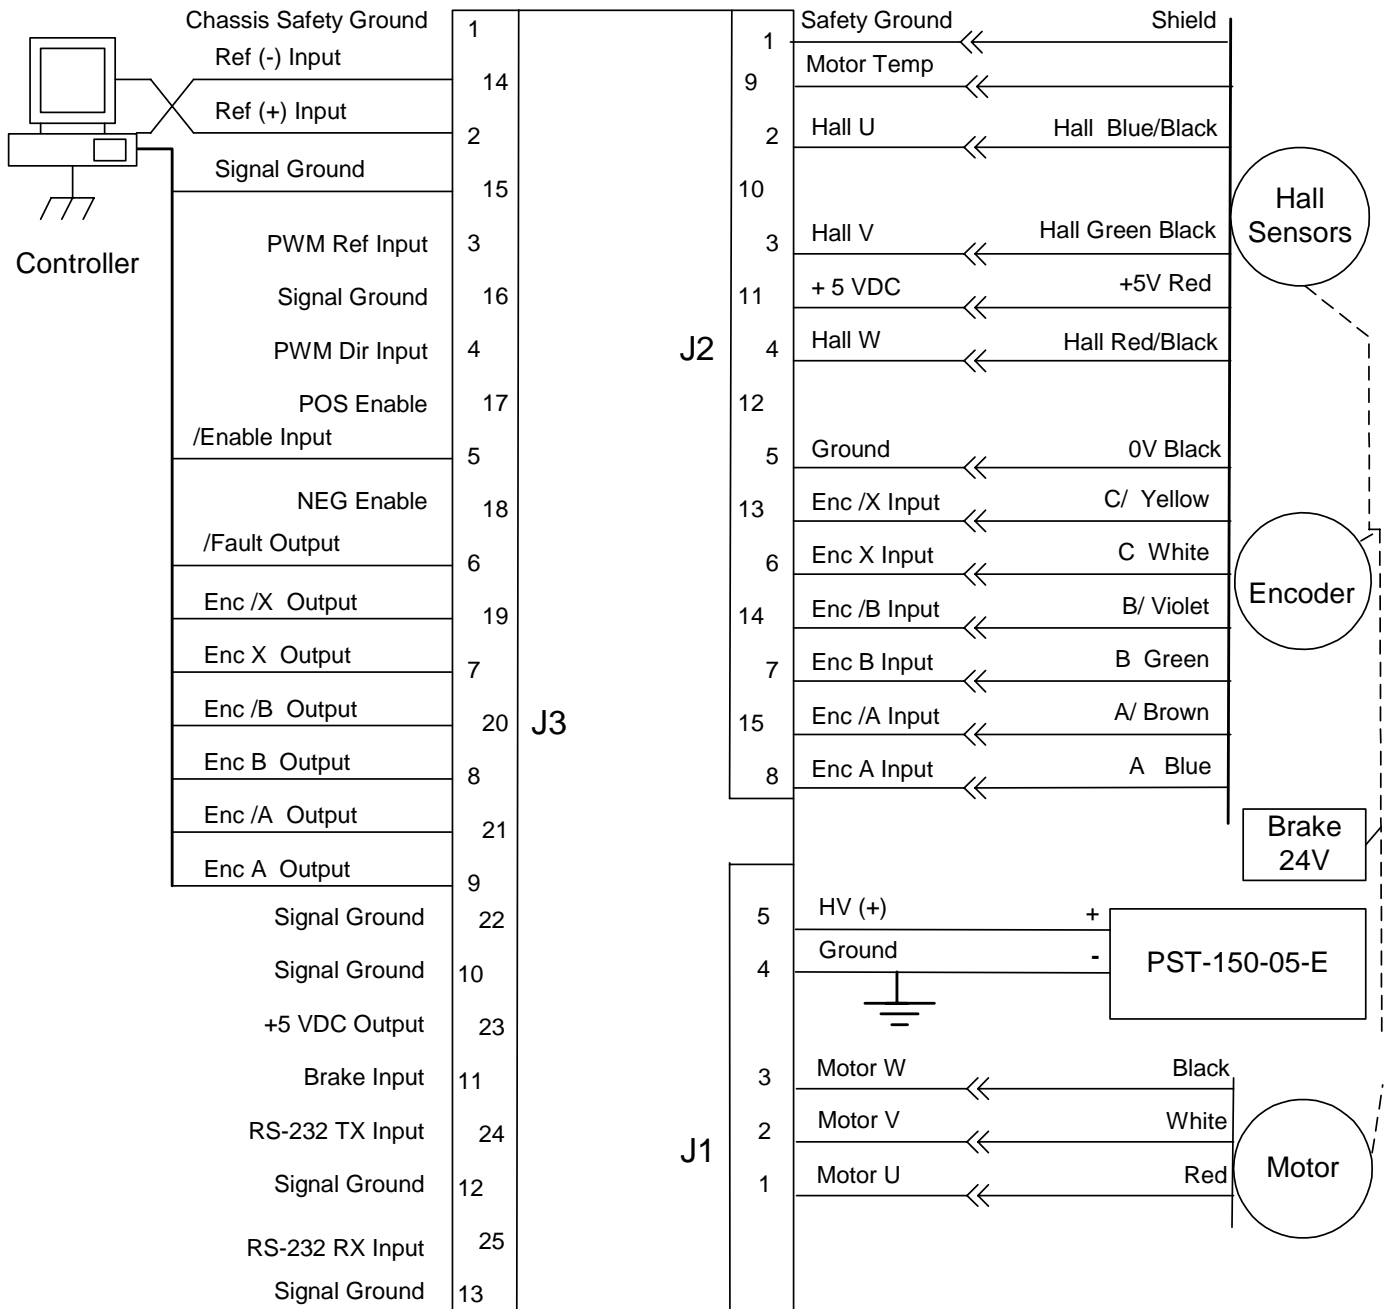 Controller
Chassis Safety Ground 1
Ref (-) Input 14
Ref (+) Input 2
Signal Ground 15
PWM Ref Input 3
Signal Ground 16
PWM Dir Input 4
POS Enable 17
/Enable Input 5
NEG Enable 18
/Fault Output 6
Enc /X Output 19
Enc X Output 7
Enc /B Output 20
Enc B Output 8
Enc /A Output 21
Enc A Output 9
Signal Ground 22
Signal Ground 10
+5 VDC Output 23
Brake Input 11
RS-232 TX Input 24
Signal Ground 12
RS-232 RX Input 25
Signal Ground 13
J3
J2
1 Safety Ground Shield
9 Motor Temp
2 Hall U Hall Blue/Black
10
3 Hall V Hall Green Black
11 + 5 VDC +5V Red
4 Hall W Hall Red/Black
12
5 Ground 0V Black
13 Enc /X Input C/ Yellow
6 Enc X Input C White
14 Enc /B Input B/ Violet
7 Enc B Input B Green
15 Enc /A Input A/ Brown
8 Enc A Input A Blue
Hall
Sensors
Encoder
Brake
24V
J1
5 HV (+) +
4 Ground -
PST-150-05-E
3 Motor W Black
2 Motor V White
1 Motor U Red
Motor